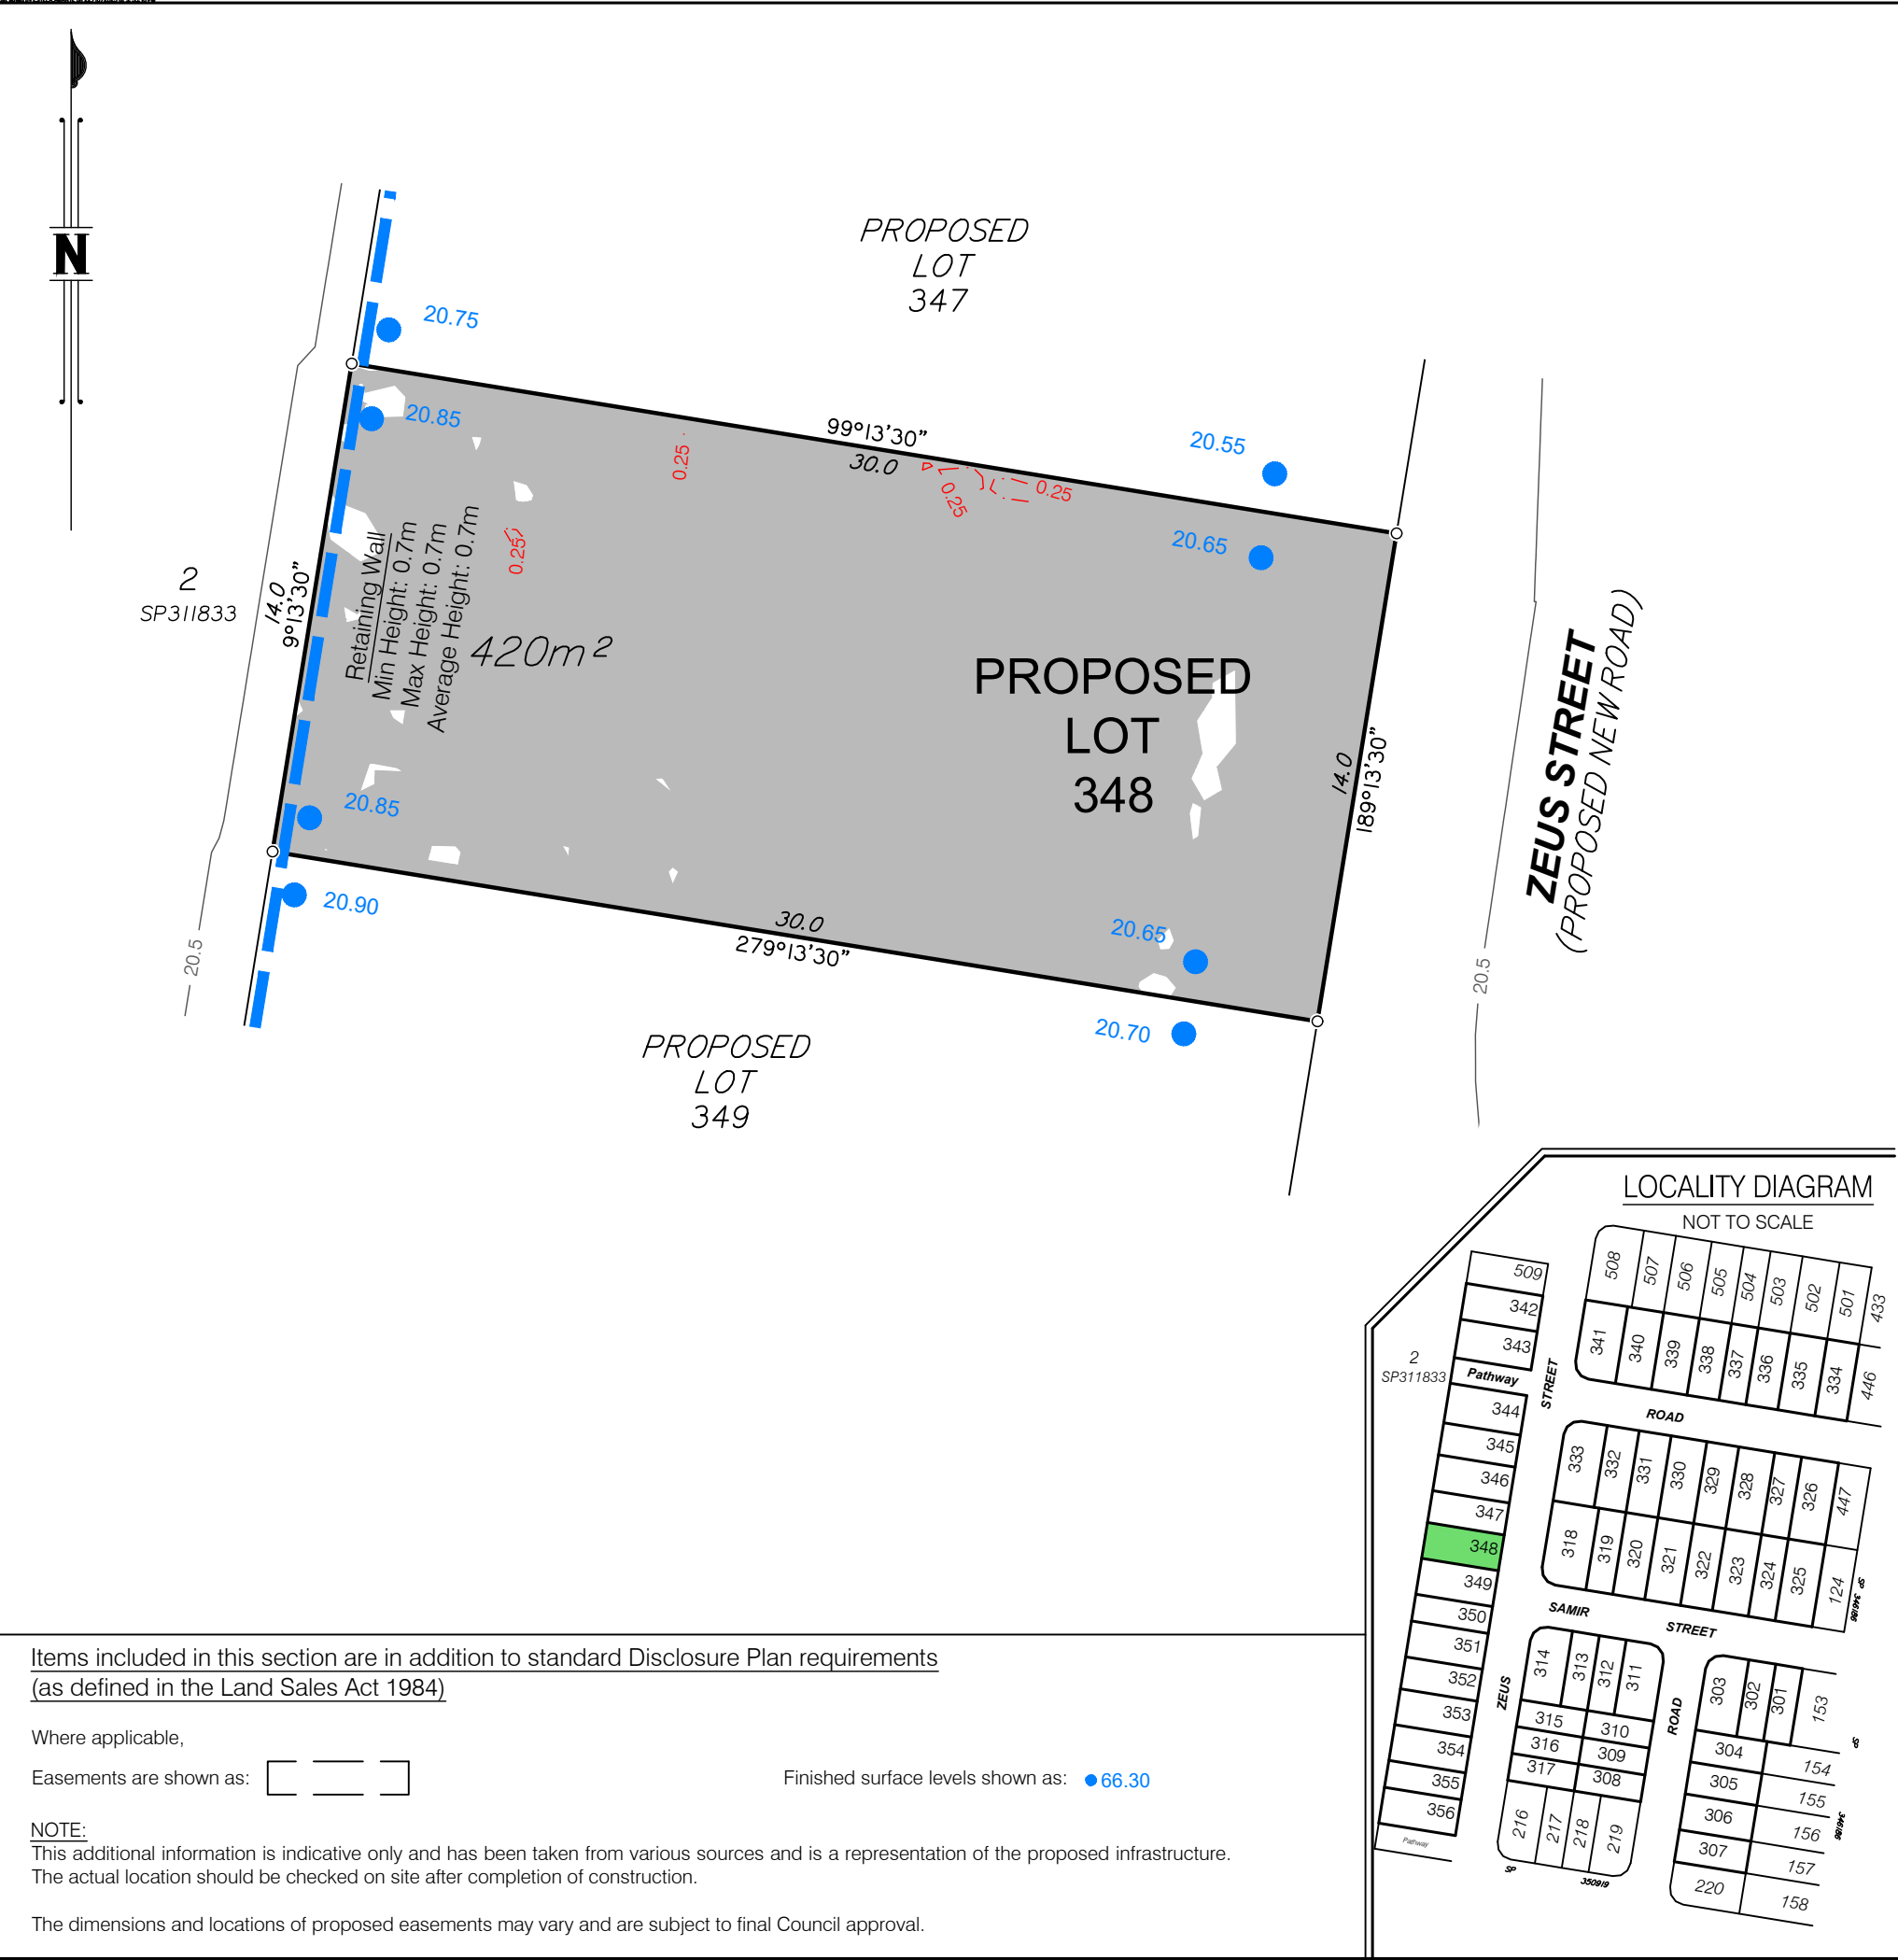 N
PROPOSED
LOT
347
20.75
20.85
99°13'30"
30.0
20.55
20.65
0.25
0.25
0.25
0.25
2
SP311833
14.0
9°13'30"
Retaining Wall
Min Height: 0.7m
Max Height: 0.7m
Average Height: 0.7m
420m²
PROPOSED
LOT
348
14.0
189°13'30"
ZEUS STREET
(PROPOSED NEW ROAD)
20.85
20.90
30.0
279°13'30"
20.65
20.70
20.5
20.5
PROPOSED
LOT
349
LOCALITY DIAGRAM
NOT TO SCALE
509
342
343
Pathway
344
345
346
347
348
349
350
351
352
353
354
355
356
Pathway
2
SP311833
STREET
508
507
506
505
504
503
502
501
433
341
340
339
338
337
336
335
334
446
ROAD
333
332
331
330
329
328
327
326
447
318
319
320
321
322
323
324
325
124
SP 346186
SAMIR
STREET
ZEUS
314
313
312
311
315
310
316
309
317
308
216
217
218
219
SP
350919
ROAD
303
302
301
153
SP
304
154
305
155
306
156
346186
307
157
220
158
Items included in this section are in addition to standard Disclosure Plan requirements
(as defined in the Land Sales Act 1984)
Where applicable,
Easements are shown as:
Finished surface levels shown as: 66.30
NOTE:
This additional information is indicative only and has been taken from various sources and is a representation of the proposed infrastructure.
The actual location should be checked on site after completion of construction.
The dimensions and locations of proposed easements may vary and are subject to final Council approval.